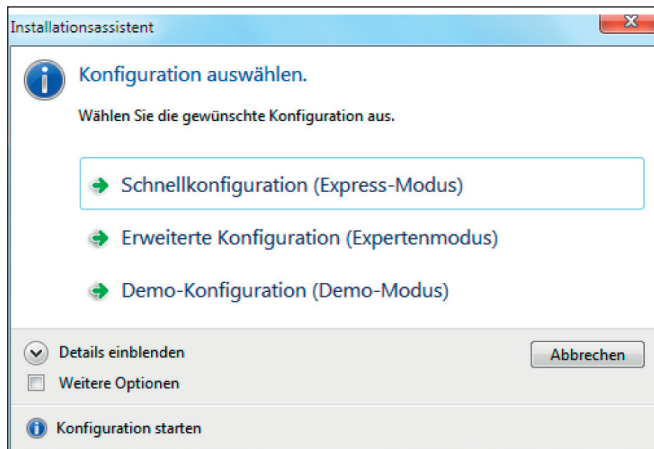 Installationsassistent
Konfiguration auswählen.
Wählen Sie die gewünschte Konfiguration aus.
Schnellkonfiguration (Express-Modus)
Erweiterte Konfiguration (Expertenmodus)
Demo-Konfiguration (Demo-Modus)
Details einblenden
Abbrechen
Weitere Optionen
Konfiguration starten